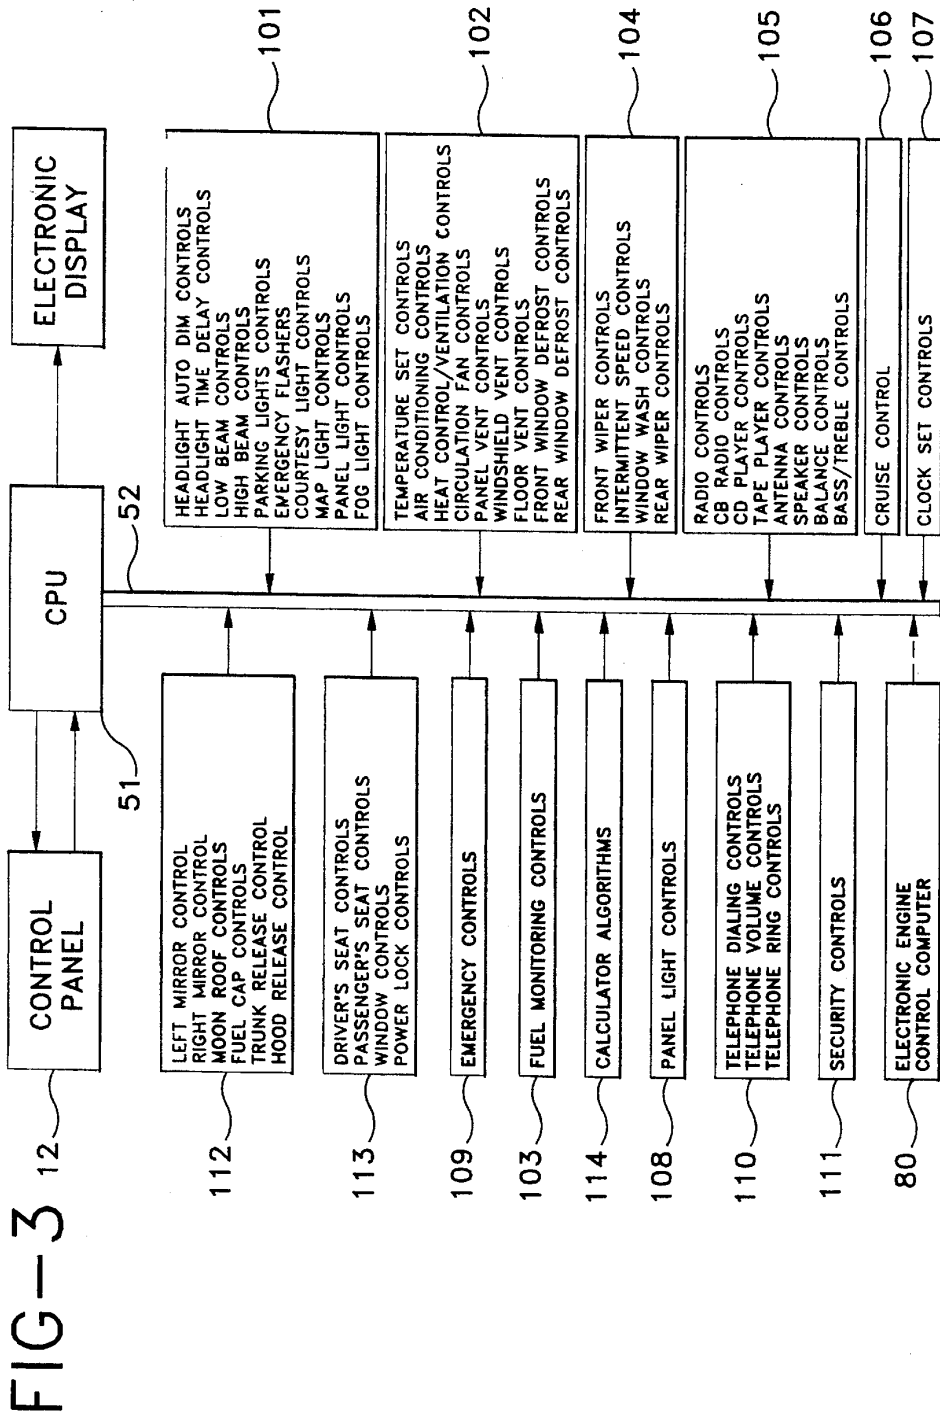 FIG-3
12
CONTROL
PANEL
51
CPU
52
ELECTRONIC
DISPLAY
112
LEFT MIRROR CONTROL
RIGHT MIRROR CONTROL
MOON ROOF CONTROLS
FUEL CAP CONTROLS
TRUNK RELEASE CONTROL
HOOD RELEASE CONTROL
113
DRIVER'S SEAT CONTROLS
PASSENGER'S SEAT CONTROLS
WINDOW CONTROLS
POWER LOCK CONTROLS
109
EMERGENCY CONTROLS
103
FUEL MONITORING CONTROLS
114
CALCULATOR ALGORITHMS
108
PANEL LIGHT CONTROLS
110
TELEPHONE DIALING CONTROLS
TELEPHONE VOLUME CONTROLS
TELEPHONE RING CONTROLS
111
SECURITY CONTROLS
80
ELECTRONIC ENGINE
CONTROL COMPUTER
HEADLIGHT AUTO DIM CONTROLS
HEADLIGHT TIME DELAY CONTROLS
LOW BEAM CONTROLS
HIGH BEAM CONTROLS
PARKING LIGHTS CONTROLS
EMERGENCY FLASHERS
COURTESY LIGHT CONTROLS
MAP LIGHT CONTROLS
PANEL LIGHT CONTROLS
FOG LIGHT CONTROLS
101
TEMPERATURE SET CONTROLS
AIR CONDITIONING CONTROLS
HEAT CONTROL/VENTILATION CONTROLS
CIRCULATION FAN CONTROLS
PANEL VENT CONTROLS
WINDSHIELD VENT CONTROLS
FLOOR VENT CONTROLS
FRONT WINDOW DEFROST CONTROLS
REAR WINDOW DEFROST CONTROLS
102
FRONT WIPER CONTROLS
INTERMITTENT SPEED CONTROLS
WINDOW WASH CONTROLS
REAR WIPER CONTROLS
104
RADIO CONTROLS
CB RADIO CONTROLS
CD PLAYER CONTROLS
TAPE PLAYER CONTROLS
ANTENNA CONTROLS
SPEAKER CONTROLS
BALANCE CONTROLS
BASS/TREBLE CONTROLS
105
CRUISE CONTROL
106
CLOCK SET CONTROLS
107